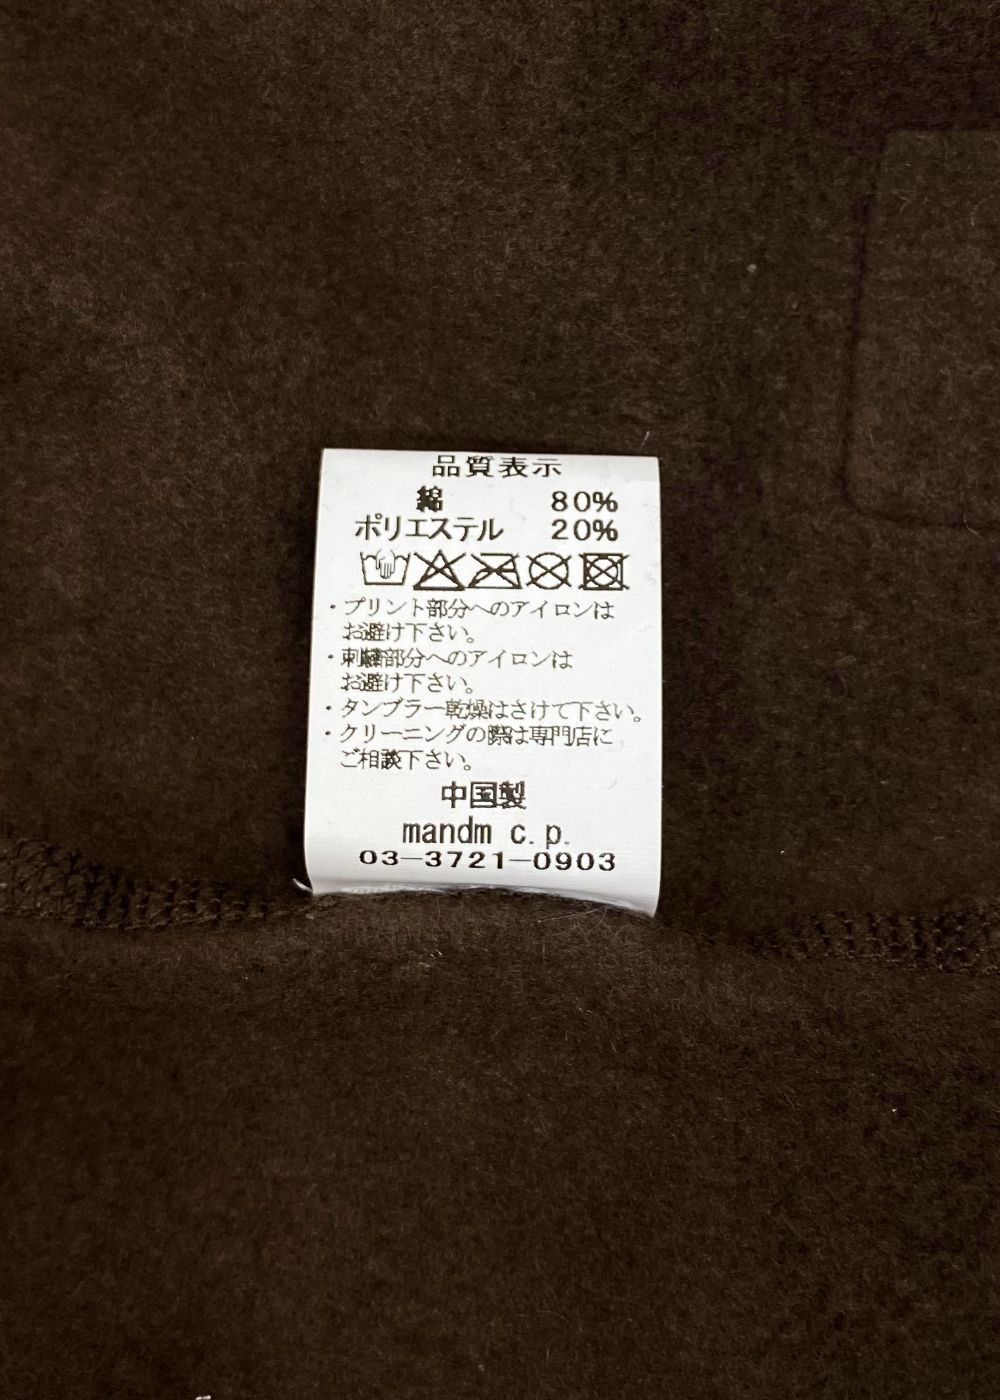 品質表示
綿 80%
ポリエステル 20%
・プリント部分へのアイロンは
お避け下さい。
・刺繍部分へのアイロンは
お避け下さい。
・タンブラー乾燥はさけて下さい。
・クリーニングの際は専門店に
ご相談下さい。
中国製
mandm c.p.
03-3721-0903